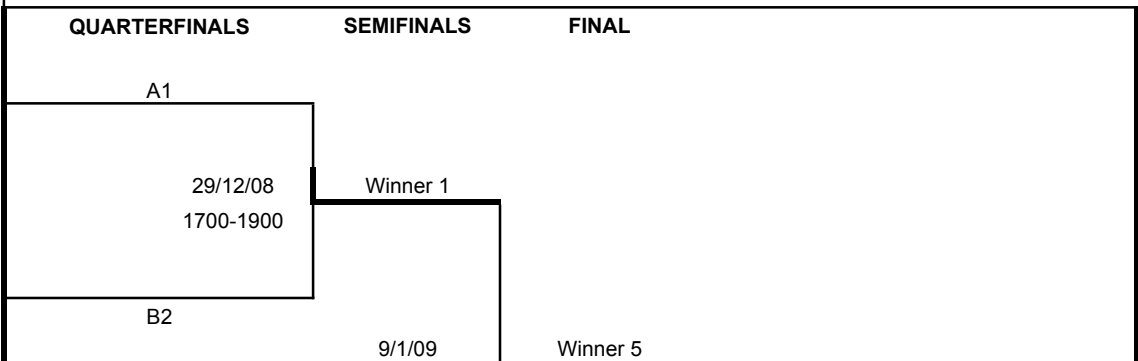 QUARTERFINALS SEMIFINALS FINAL
A1
29/12/08 Winner 1
1700-1900
B2
9/1/09 Winner 5